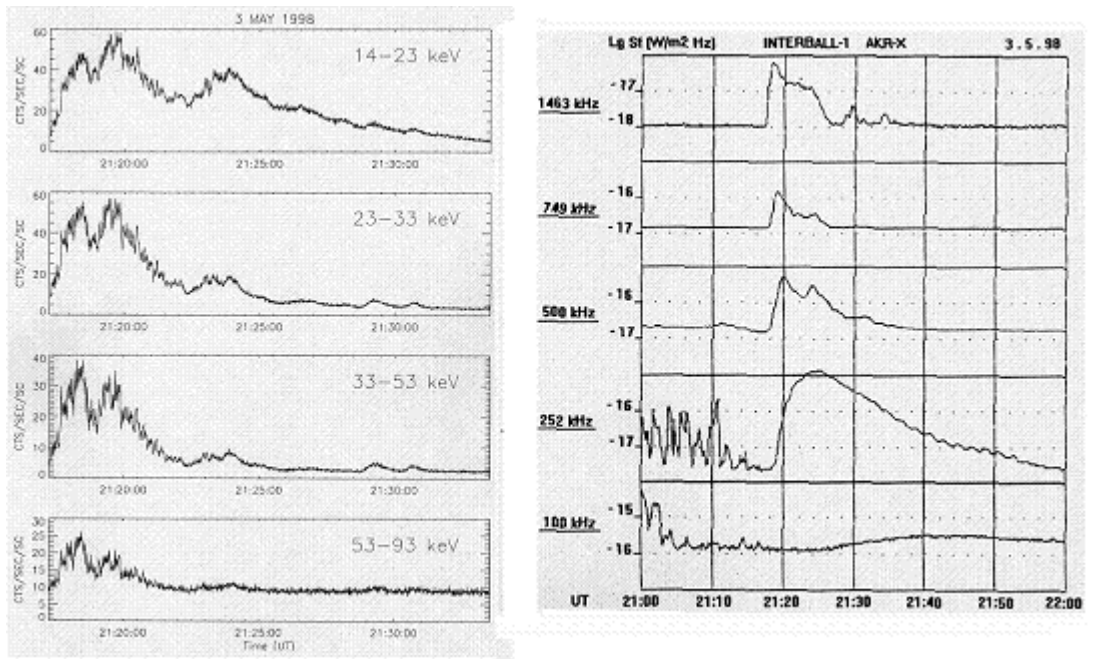 3 MAY 1998
14-23 keV
60
40
20
0
CTS/SEC/SC
21:20:00
21:25:00
21:30:00
23-33 keV
60
40
20
0
CTS/SEC/SC
21:20:00
21:25:00
21:30:00
33-53 keV
40
30
20
10
0
CTS/SEC/SC
21:20:00
21:25:00
21:30:00
53-93 keV
30
25
20
15
10
5
0
CTS/SEC/SC
21:20:00
21:25:00
21:30:00
Time (UT)
Lg Sf [W/m2 Hz) INTERBALL-1 AKR-X 3.5.98
-17
1463 kHz
-18
-16
749 kHz
-17
-16
500 kHz
-17
-16
252 kHz
-17
-15
100 kHz
-16
UT 21:00 21:10 21:20 21:30 21:40 21:50 22:00